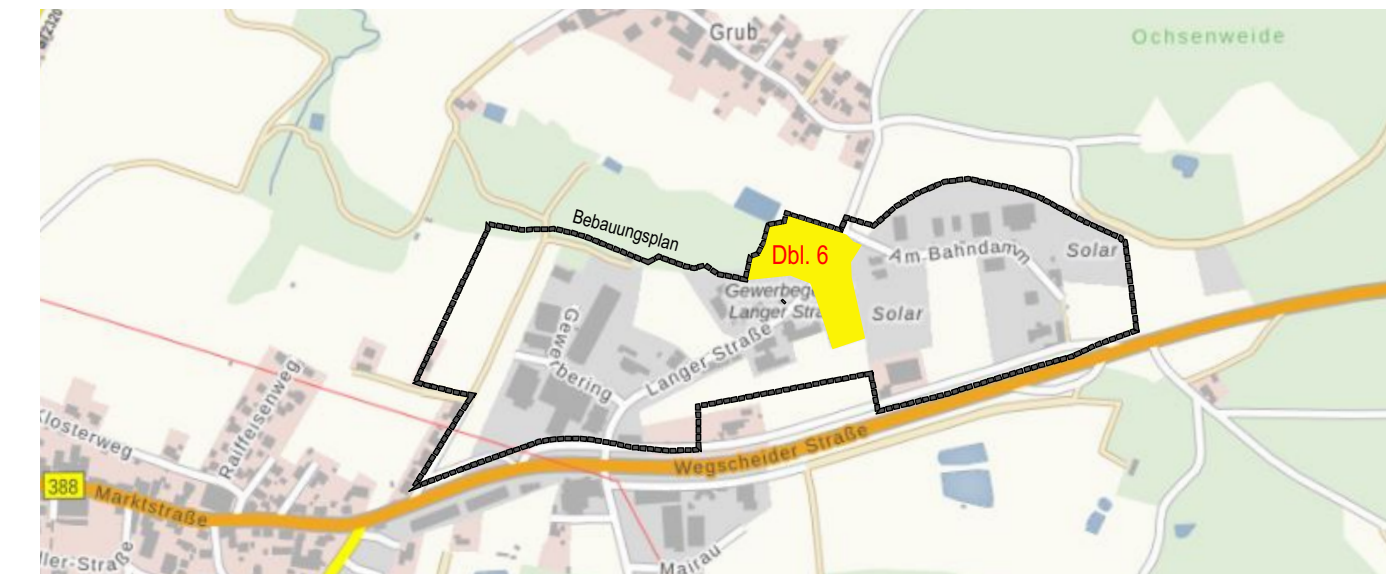 Grub
Ochsenweide
Bebauungsplan
Dbl. 6
Am Bahndamm
Solar
Langer Stra
Solar
Gewerbering
Langer Straße
Raiffeisenweg
Klosterweg
Wegscheider Straße
388
Marktstraße
ller-Straße
Mairau